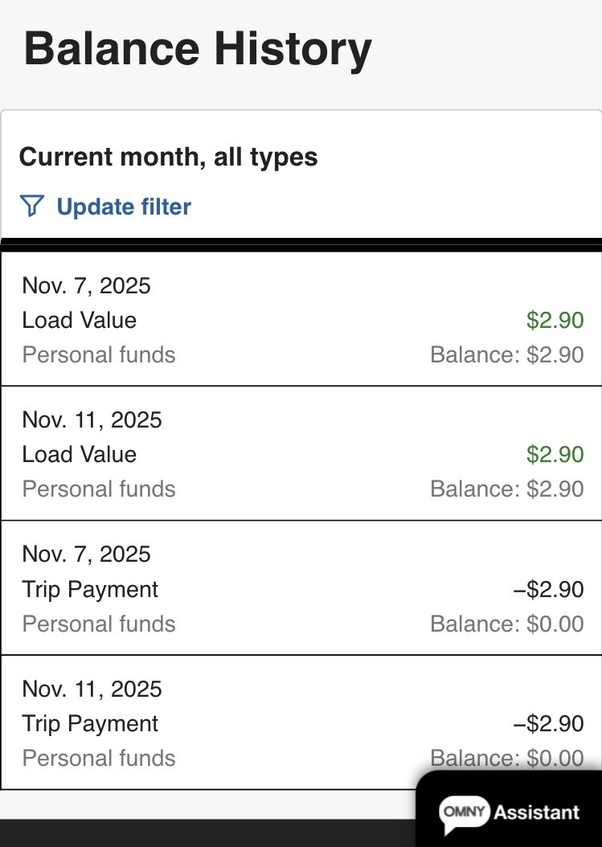 Balance History
Current month, all types
Update filter
Nov. 7, 2025
Load Value $2.90
Personal funds Balance: $2.90
Nov. 11, 2025
Load Value $2.90
Personal funds Balance: $2.90
Nov. 7, 2025
Trip Payment –$2.90
Personal funds Balance: $0.00
Nov. 11, 2025
Trip Payment –$2.90
Personal funds Balance: $0.00
OMNY Assistant